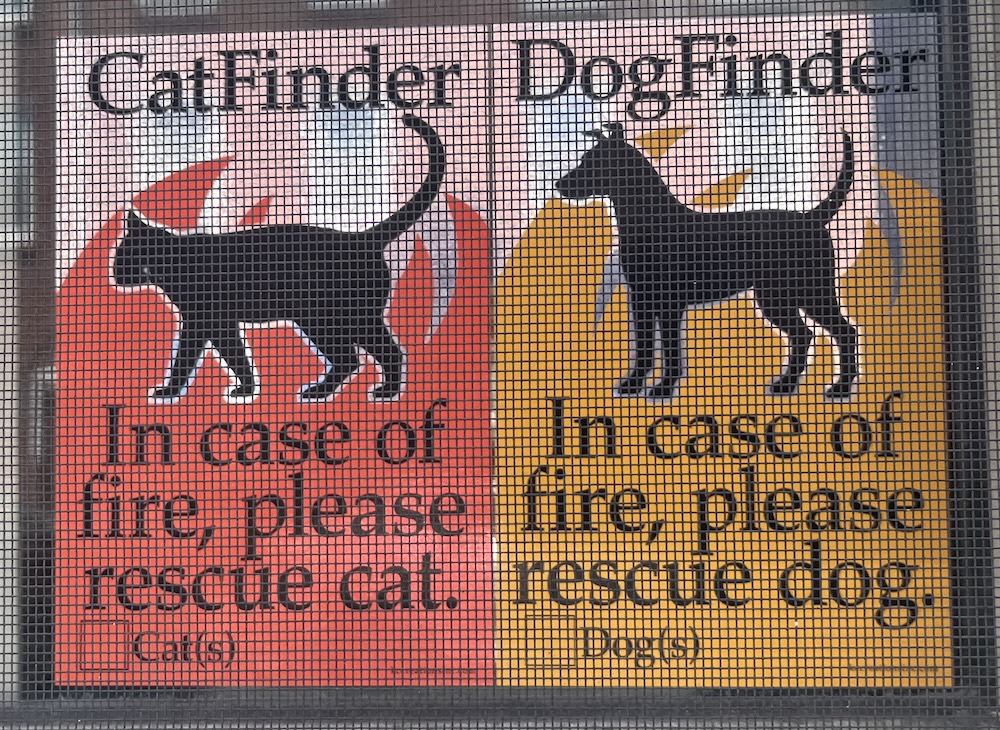 CatFinder
In case of
fire, please
rescue cat.
Cat(s)
DogFinder
In case of
fire, please
rescue dog.
Dog(s)